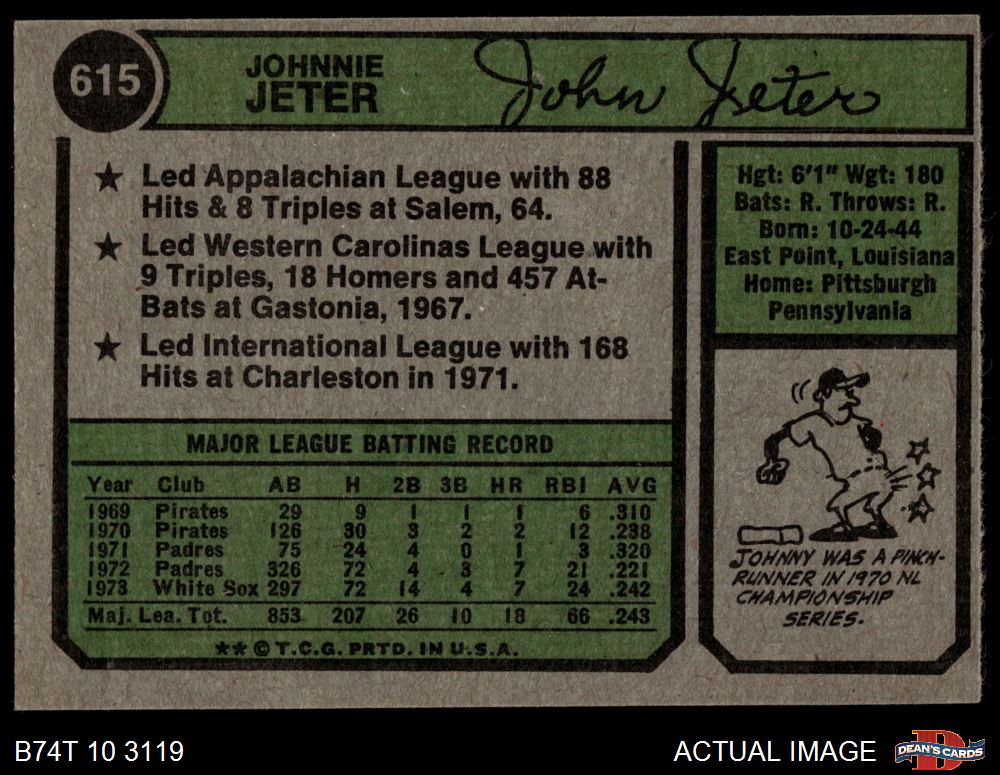 615
JOHNNIE
JETER
John Jeter
★ Led Appalachian League with 88
Hits & 8 Triples at Salem, 64.
★ Led Western Carolinas League with
9 Triples, 18 Homers and 457 At-
Bats at Gastonia, 1967.
★ Led International League with 168
Hits at Charleston in 1971.
MAJOR LEAGUE BATTING RECORD
Year Club AB H 2B 3B HR RBI AVG
1969 Pirates 29 9 1 1 1 6 .310
1970 Pirates 126 30 3 2 2 12 .238
1971 Padres 75 24 4 0 1 3 .320
1972 Padres 326 72 4 3 7 21 .221
1973 White Sox 297 72 14 4 7 24 .242
Maj. Lea. Tot. 853 207 26 10 18 66 .243
** © T.C.G. PRTD. IN U.S.A.
Hgt: 6'1" Wgt: 180
Bats: R. Throws: R.
Born: 10-24-44
East Point, Louisiana
Home: Pittsburgh
Pennsylvania
JOHNNY WAS A PINCH-
RUNNER IN 1970 NL
CHAMPIONSHIP
SERIES.
B74T 10 3119
ACTUAL IMAGE
D
DEAN'S CARDS